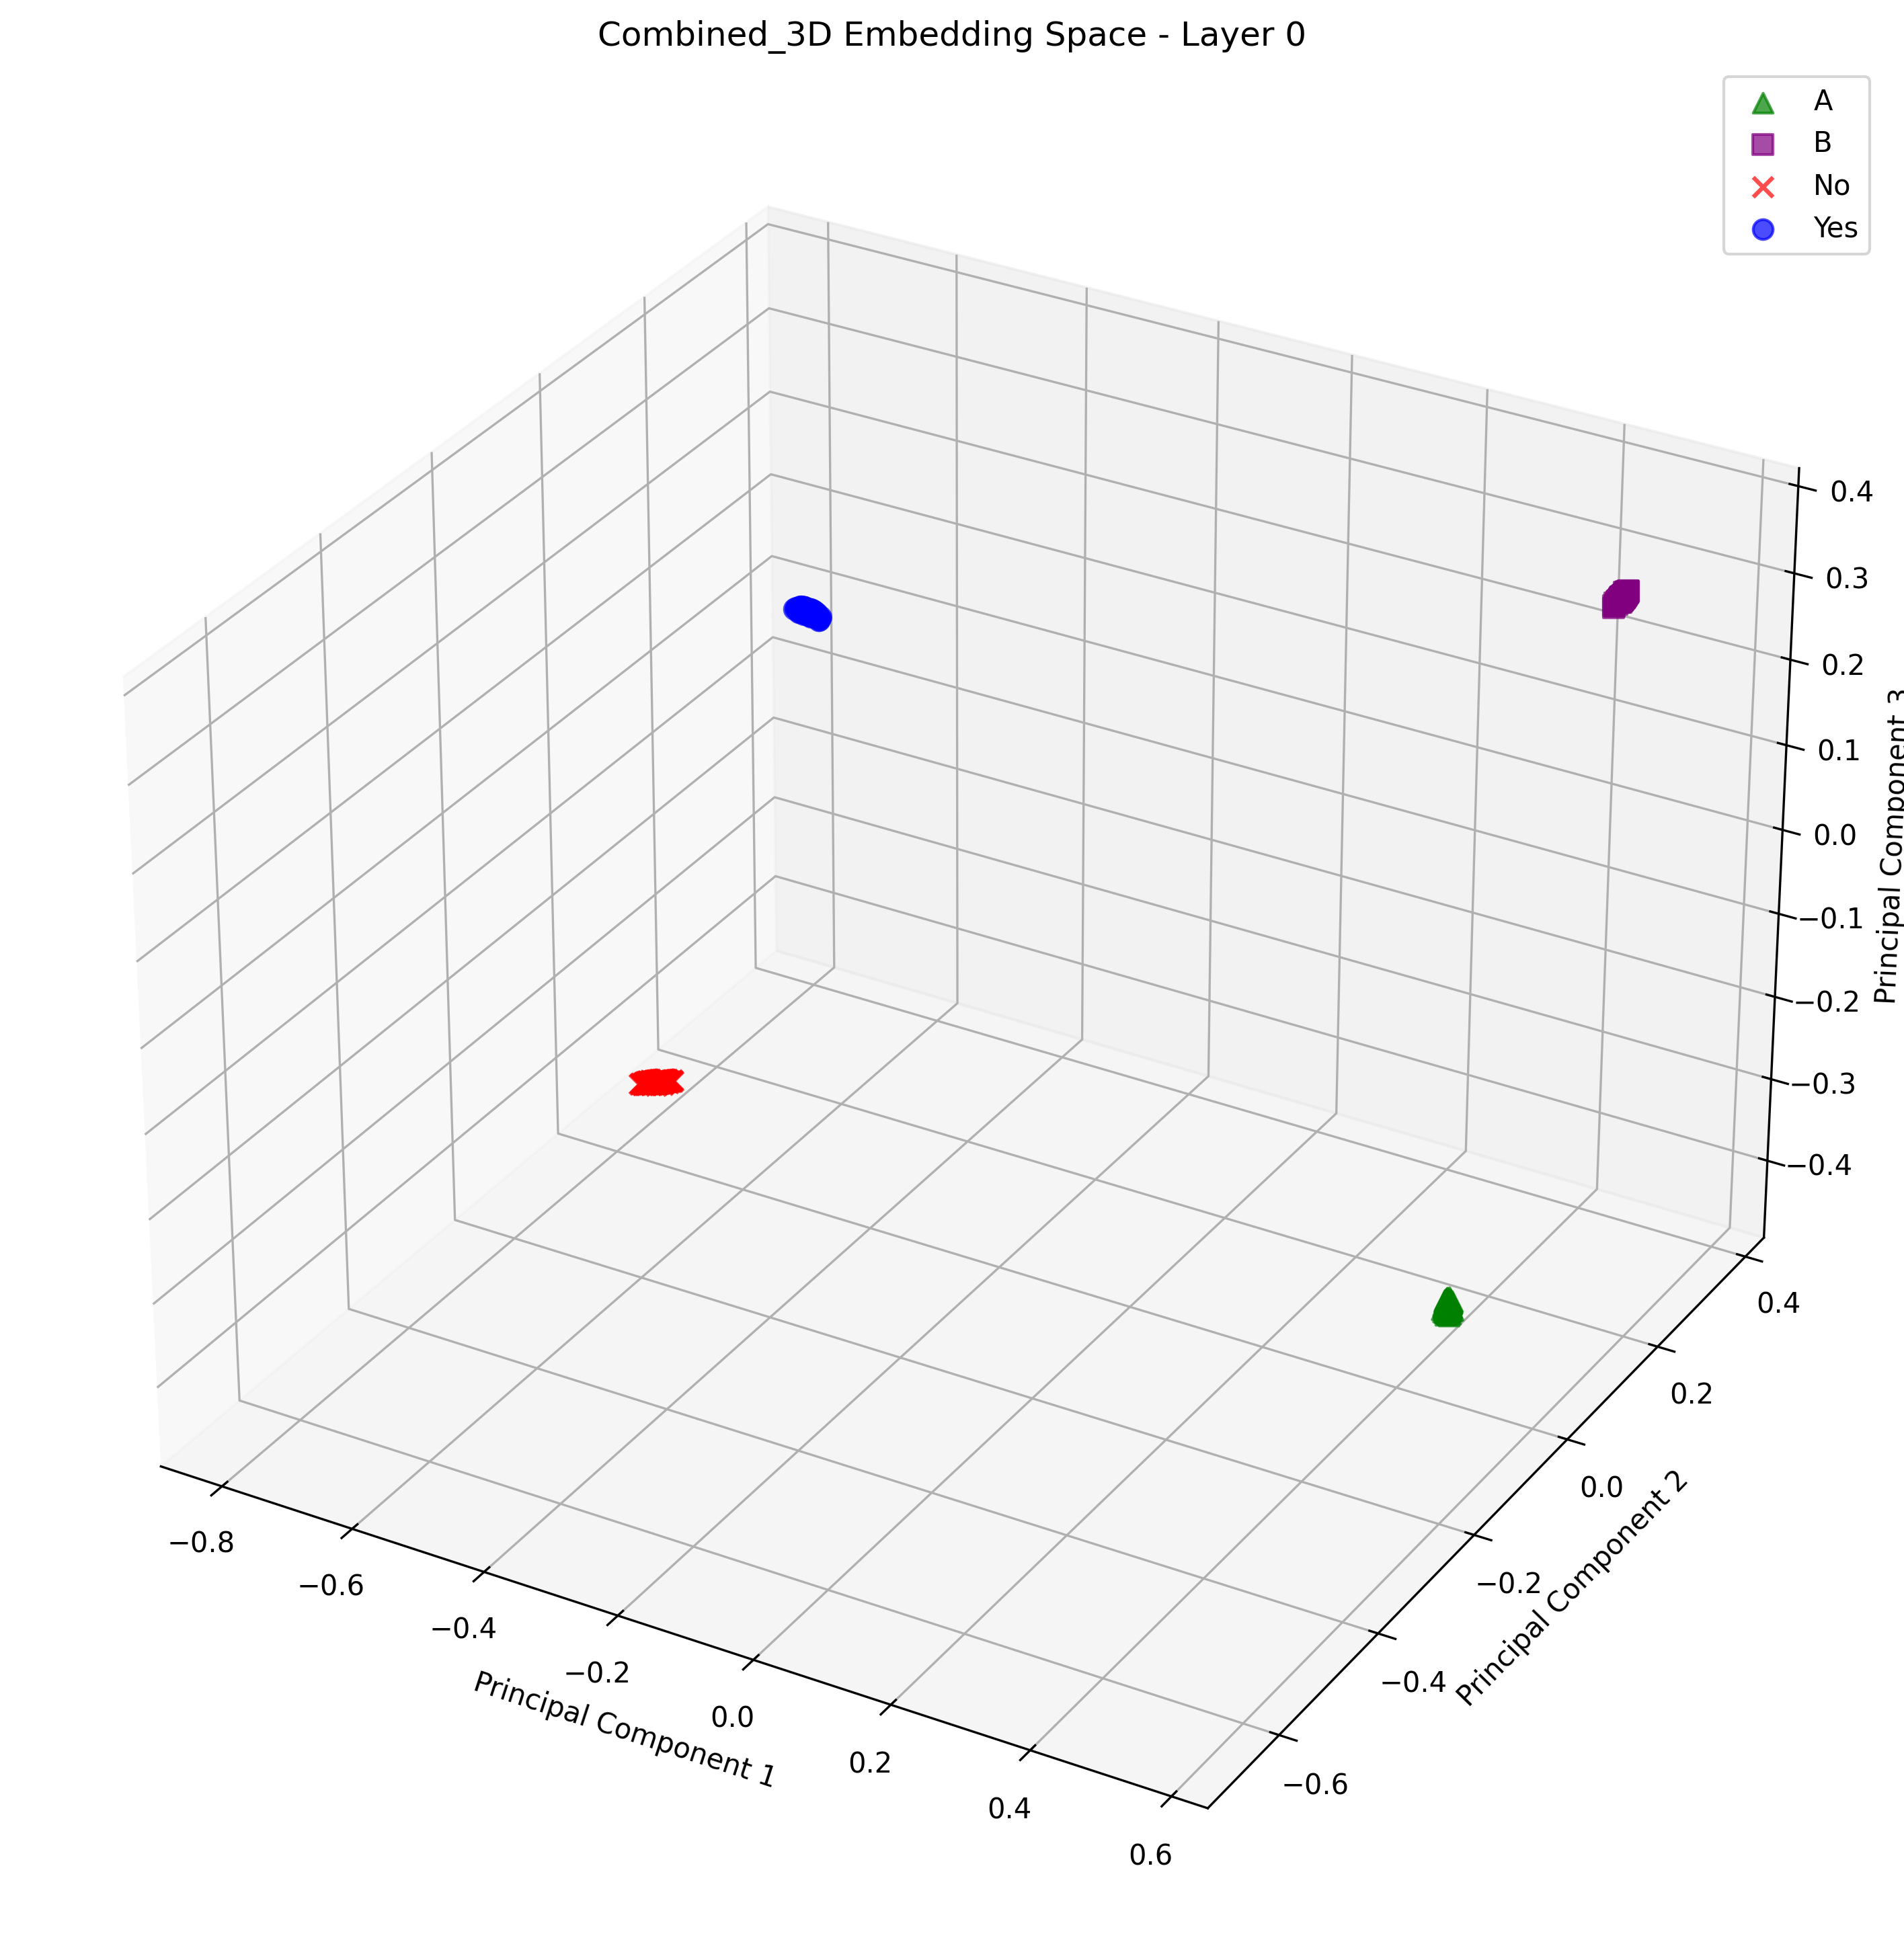 Combined_3D Embedding Space - Layer 0
A
B
No
Yes
0.4
0.3
0.2
0.1
0.0
−0.1
−0.2
−0.3
−0.4
Principal Component 3
0.4
0.2
0.0
−0.2
−0.4
−0.6
Principal Component 2
−0.8
−0.6
−0.4
−0.2
0.0
0.2
0.4
0.6
Principal Component 1